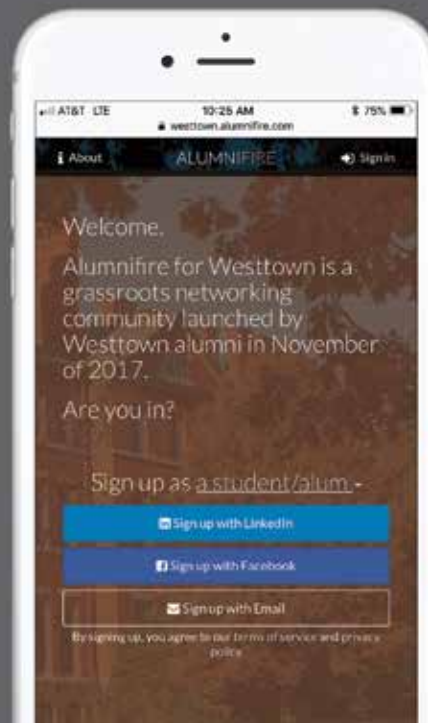 AT&T LTE 10:25 AM 75%
westtown.alumnifire.com
About ALUMNIFIRE Sign in
Welcome.
Alumnifire for Westtown is a
grassroots networking
community launched by
Westtown alumni in November
of 2017.
Are you in?
Sign up as a student/alum
Sign up with LinkedIn
Sign up with Facebook
Sign up with Email
By signing up, you agree to our terms of service and privacy
policy